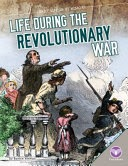 LIFE DURING THE
REVOLUTIONARY
WAR